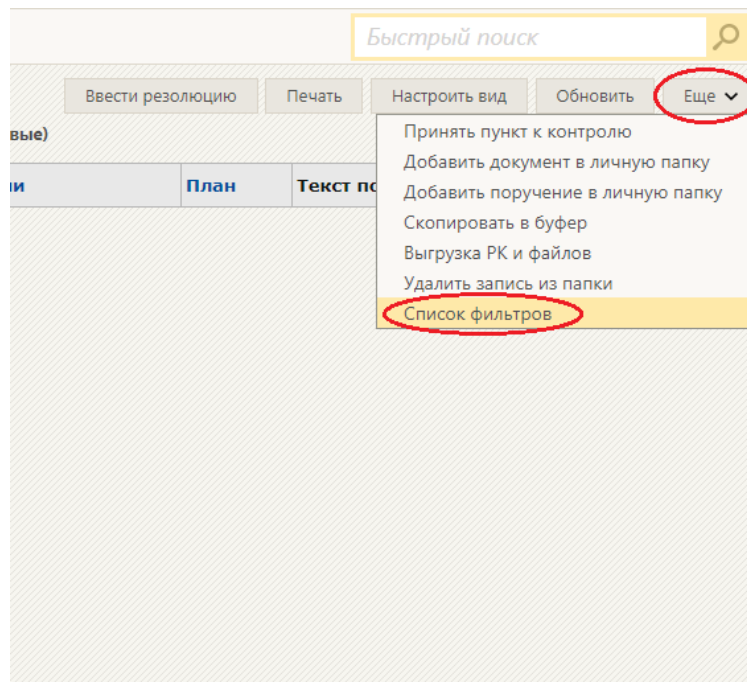 Быстрый поиск
Ввести резолюцию Печать Настроить вид Обновить Еще
вые)
ии План Текст по
Принять пункт к контролю
Добавить документ в личную папку
Добавить поручение в личную папку
Скопировать в буфер
Выгрузка РК и файлов
Удалить запись из папки
Список фильтров